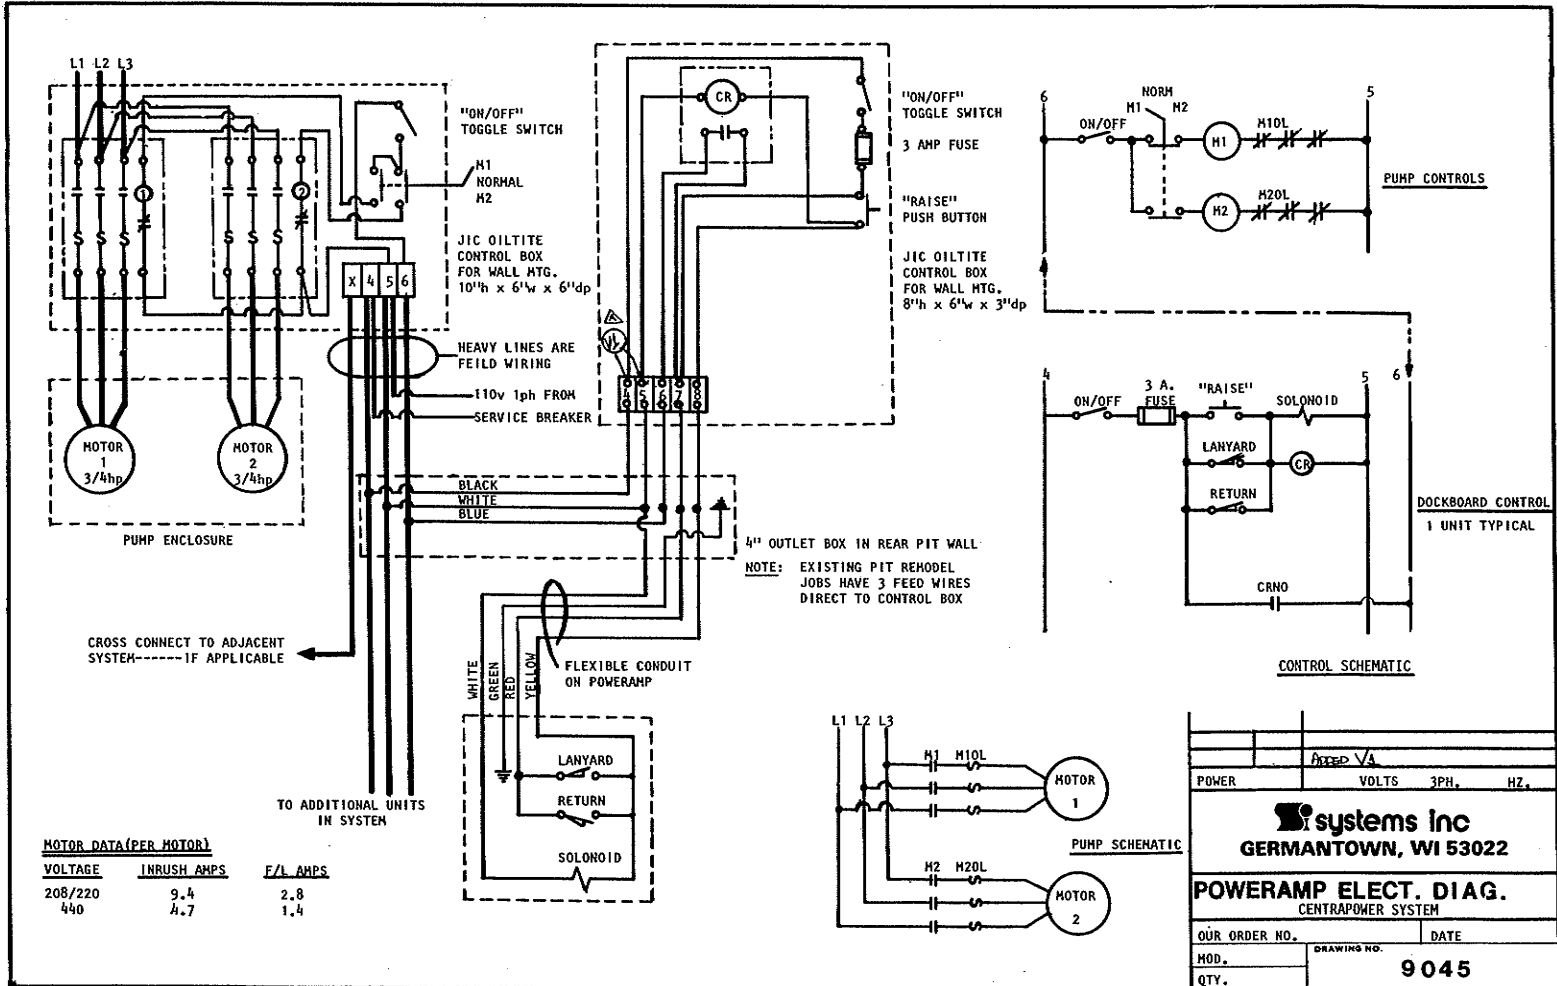 L1 L2 L3
"ON/OFF"
TOGGLE SWITCH
M1
NORMAL
M2
1
2
S S S
S S S
JIC OILTITE
CONTROL BOX
FOR WALL MTG.
10"h x 6"w x 6"dp
X 4 5 6
HEAVY LINES ARE
FEILD WIRING
110v 1ph FROM
SERVICE BREAKER
MOTOR
1
3/4hp
MOTOR
2
3/4hp
PUMP ENCLOSURE
CR
"ON/OFF"
TOGGLE SWITCH
3 AMP FUSE
"RAISE"
PUSH BUTTON
JIC OILTITE
CONTROL BOX
FOR WALL MTG.
8"h x 6"w x 3"dp
4 5 6 7 8
BLACK
WHITE
BLUE
4" OUTLET BOX IN REAR PIT WALL
NOTE: EXISTING PIT REMODEL
JOBS HAVE 3 FEED WIRES
DIRECT TO CONTROL BOX
CROSS CONNECT TO ADJACENT
SYSTEM------IF APPLICABLE
WHITE
GREEN
RED
YELLOW
FLEXIBLE CONDUIT
ON POWERAMP
LANYARD
RETURN
SOLONOID
TO ADDITIONAL UNITS
IN SYSTEM
MOTOR DATA(PER MOTOR)
VOLTAGE INRUSH AMPS F/L AMPS
208/220 9.4 2.8
440 4.7 1.4
6
5
NORM
M1 M2
ON/OFF
M1
M1OL
M2
M2OL
PUMP CONTROLS
4
5
6
ON/OFF
3 A.
FUSE
"RAISE"
SOLONOID
LANYARD
CR
RETURN
CRNO
DOCKBOARD CONTROL
1 UNIT TYPICAL
CONTROL SCHEMATIC
L1 L2 L3
M1 M1OL
MOTOR
1
PUMP SCHEMATIC
M2 M2OL
MOTOR
2
POWER VOLTS 3PH. HZ.
systems inc
GERMANTOWN, WI 53022
POWERAMP ELECT. DIAG.
CENTRAPOWER SYSTEM
OUR ORDER NO. DATE
MOD.
DRAWING NO.
9045
QTY.